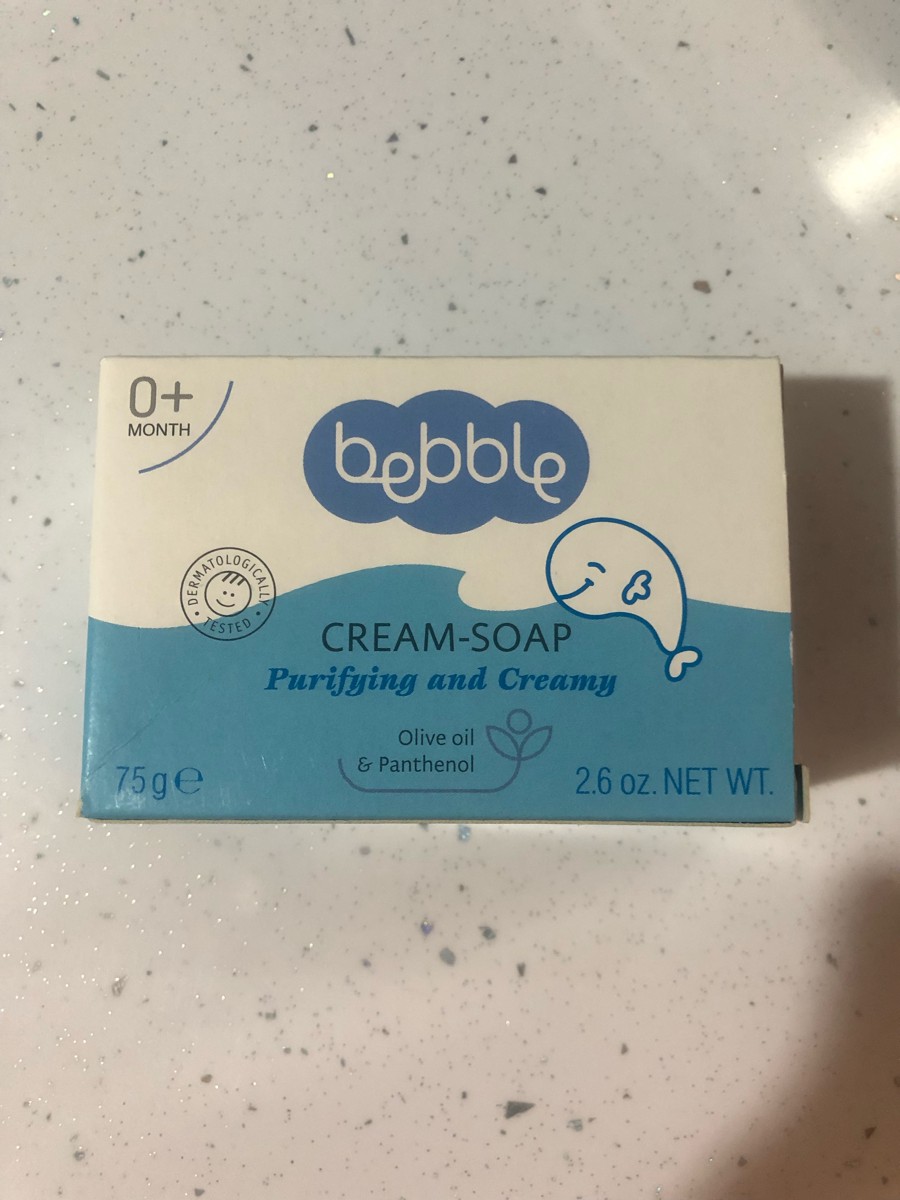 0+
MONTH
bebble
DERMATOLOGICALLY
TESTED
CREAM-SOAP
Purifying and Creamy
Olive oil
& Panthenol
75g℮
2.6 oz. NET WT.